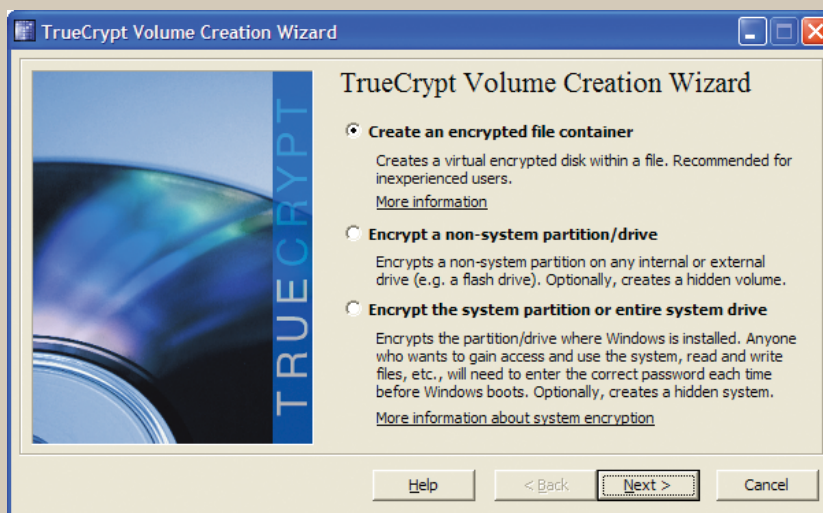 TrueCrypt Volume Creation Wizard
TRUECRYPT
TrueCrypt Volume Creation Wizard
Create an encrypted file container
Creates a virtual encrypted disk within a file. Recommended for
inexperienced users.
More information
Encrypt a non-system partition/drive
Encrypts a non-system partition on any internal or external
drive (e.g. a flash drive). Optionally, creates a hidden volume.
Encrypt the system partition or entire system drive
Encrypts the partition/drive where Windows is installed. Anyone
who wants to gain access and use the system, read and write
files, etc., will need to enter the correct password each time
before Windows boots. Optionally, creates a hidden system.
More information about system encryption
Help
< Back
Next >
Cancel